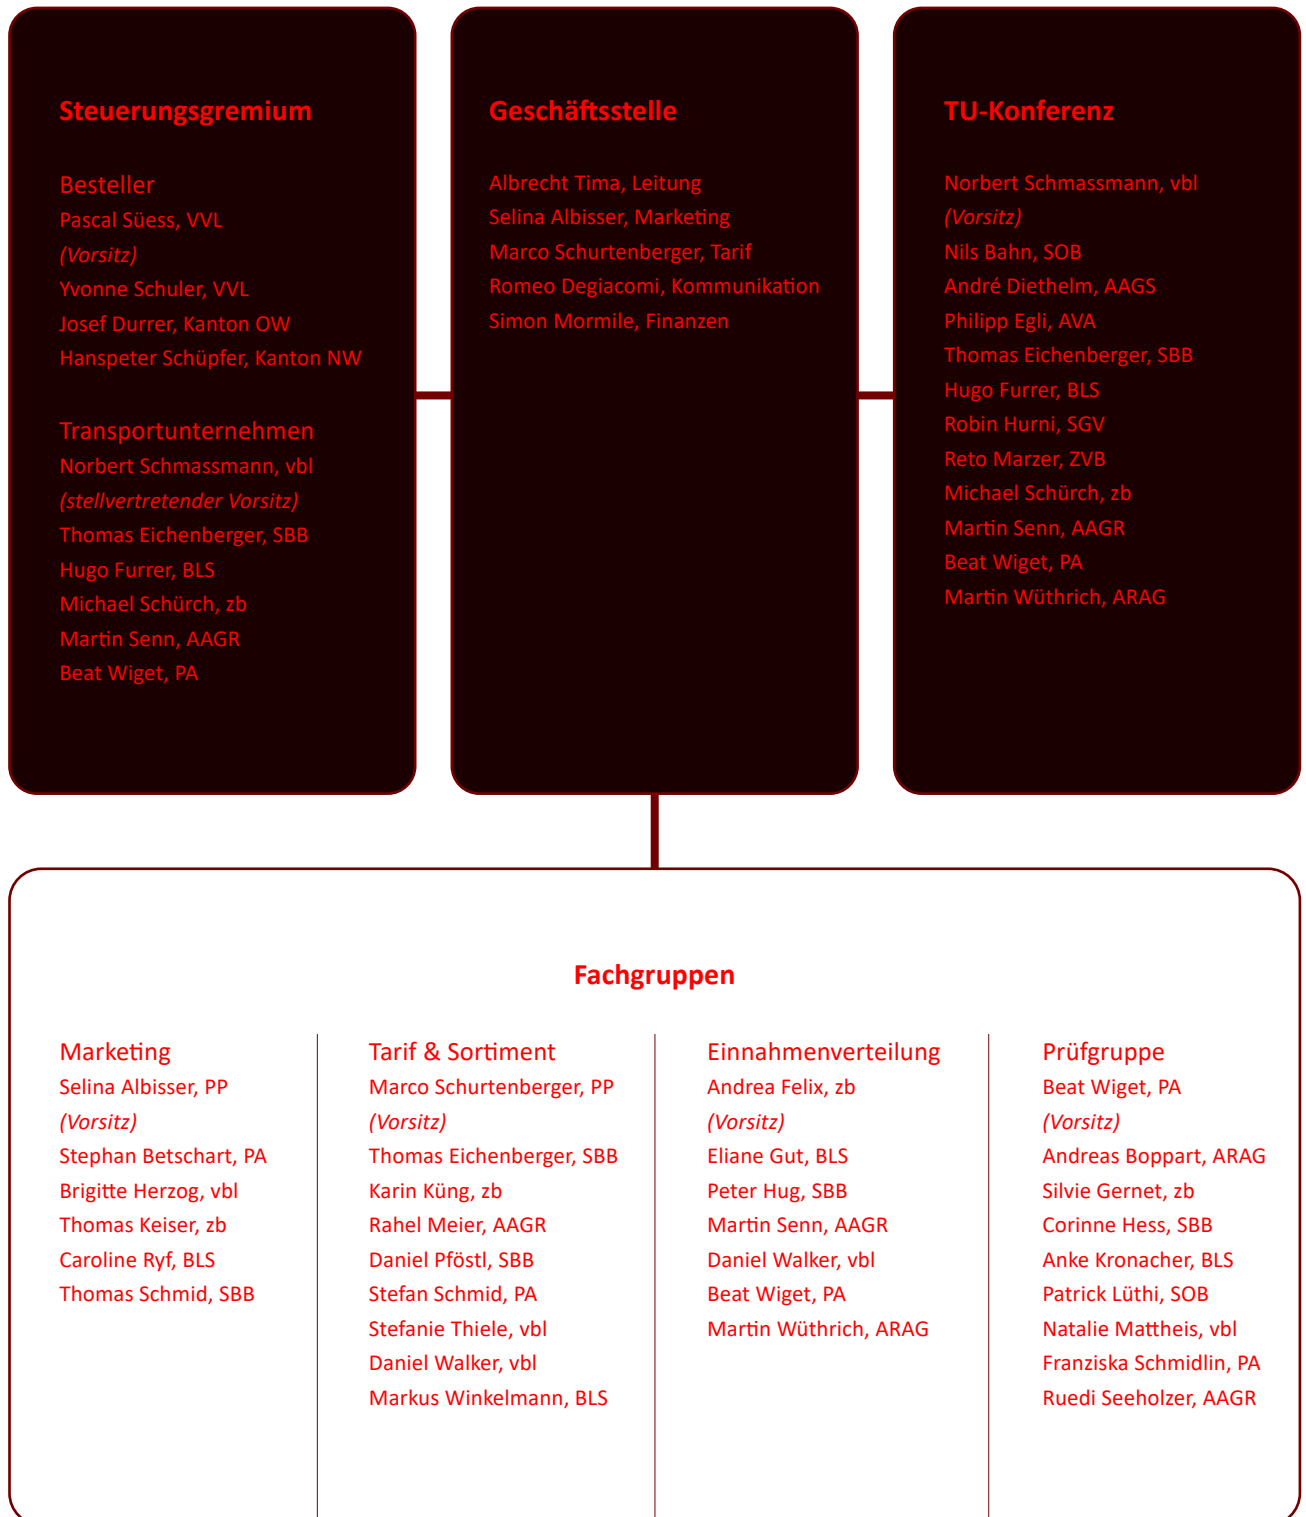 Steuerungsgremium
Besteller
Pascal Süess, VVL
(Vorsitz)
Yvonne Schuler, VVL
Josef Durrer, Kanton OW
Hanspeter Schüpfer, Kanton NW
Transportunternehmen
Norbert Schmassmann, vbl
(stellvertretender Vorsitz)
Thomas Eichenberger, SBB
Hugo Furrer, BLS
Michael Schürch, zb
Martin Senn, AAGR
Beat Wiget, PA
Geschäftsstelle
Albrecht Tima, Leitung
Selina Albisser, Marketing
Marco Schurtenberger, Tarif
Romeo Degiacomi, Kommunikation
Simon Mormile, Finanzen
TU-Konferenz
Norbert Schmassmann, vbl
(Vorsitz)
Nils Bahn, SOB
André Diethelm, AAGS
Philipp Egli, AVA
Thomas Eichenberger, SBB
Hugo Furrer, BLS
Robin Hurni, SGV
Reto Marzer, ZVB
Michael Schürch, zb
Martin Senn, AAGR
Beat Wiget, PA
Martin Wüthrich, ARAG
Fachgruppen
Marketing
Selina Albisser, PP
(Vorsitz)
Stephan Betschart, PA
Brigitte Herzog, vbl
Thomas Keiser, zb
Caroline Ryf, BLS
Thomas Schmid, SBB
Tarif & Sortiment
Marco Schurtenberger, PP
(Vorsitz)
Thomas Eichenberger, SBB
Karin Küng, zb
Rahel Meier, AAGR
Daniel Pföstl, SBB
Stefan Schmid, PA
Stefanie Thiele, vbl
Daniel Walker, vbl
Markus Winkelmann, BLS
Einnahmenverteilung
Andrea Felix, zb
(Vorsitz)
Eliane Gut, BLS
Peter Hug, SBB
Martin Senn, AAGR
Daniel Walker, vbl
Beat Wiget, PA
Martin Wüthrich, ARAG
Prüfgruppe
Beat Wiget, PA
(Vorsitz)
Andreas Boppart, ARAG
Silvie Gernet, zb
Corinne Hess, SBB
Anke Kronacher, BLS
Patrick Lüthi, SOB
Natalie Mattheis, vbl
Franziska Schmidlin, PA
Ruedi Seeholzer, AAGR